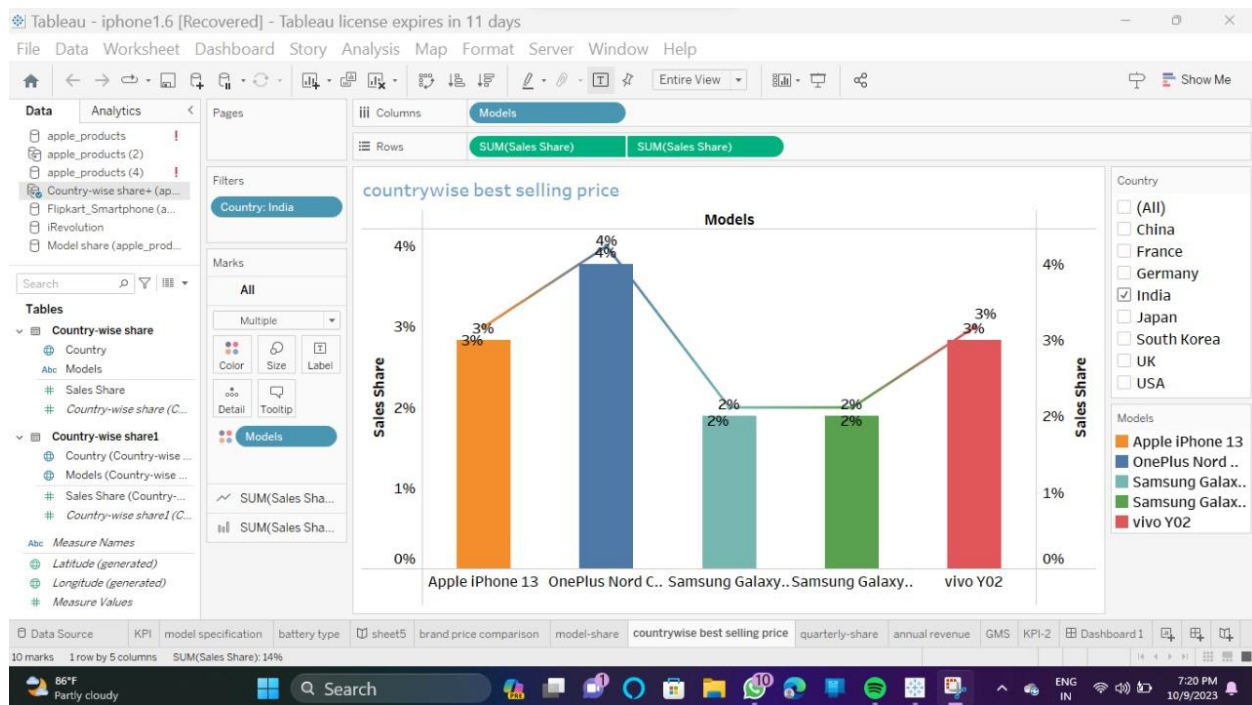 Tableau - iphone1.6 [Recovered] - Tableau license expires in 11 days
File Data Worksheet Dashboard Story Analysis Map Format Server Window Help
Entire View
Show Me
Data Analytics
apple_products
apple_products (2)
apple_products (4)
Country-wise share+ (ap...
Flipkart_Smartphone (a...
iRevolution
Model share (apple_prod...
Search
Tables
Country-wise share
Country
Abc Models
# Sales Share
# Country-wise share (C...
Country-wise share1
Country (Country-wise ...
Models (Country-wise ...
# Sales Share (Country-...
# Country-wise share1 (C...
Abc Measure Names
Latitude (generated)
Longitude (generated)
# Measure Values
Pages
Filters
Country: India
Marks
All
Multiple
Color Size Label
Detail Tooltip
Models
SUM(Sales Sha...
SUM(Sales Sha...
iii Columns Models
Rows SUM(Sales Share) SUM(Sales Share)
countrywise best selling price
Models
Sales Share
4%
3%
2%
1%
0%
4%
4%
3%
3%
3%
3%
2%
2%
2%
2%
Apple iPhone 13 OnePlus Nord C.. Samsung Galaxy.. Samsung Galaxy.. vivo Y02
4%
3%
2%
1%
0%
Sales Share
Country
(All)
China
France
Germany
India
Japan
South Korea
UK
USA
Models
Apple iPhone 13
OnePlus Nord ...
Samsung Galax..
Samsung Galax..
vivo Y02
Data Source KPI model specification battery type sheet5 brand price comparison model-share countrywise best selling price quarterly-share annual revenue GMS KPI-2 Dashboard 1
10 marks 1 row by 5 columns SUM(Sales Share): 14%
86°F
Partly cloudy
Search
PRE
10
ENG
IN
7:20 PM
10/9/2023